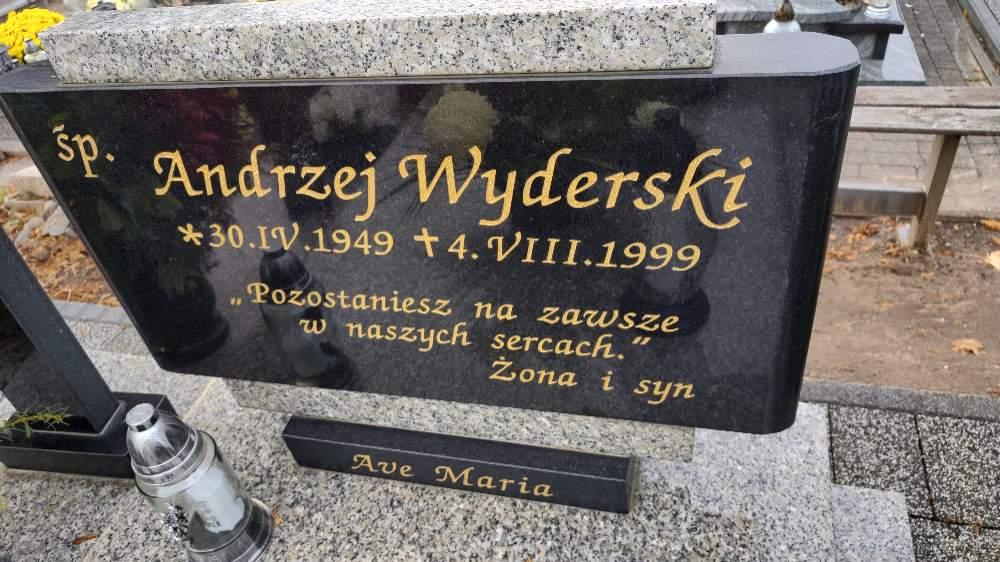 śp.
Andrzej Wyderski
*30.IV.1949 ✝4.VIII.1999
„Pozostaniesz na zawsze
w naszych sercach.”
Żona i syn
Ave Maria